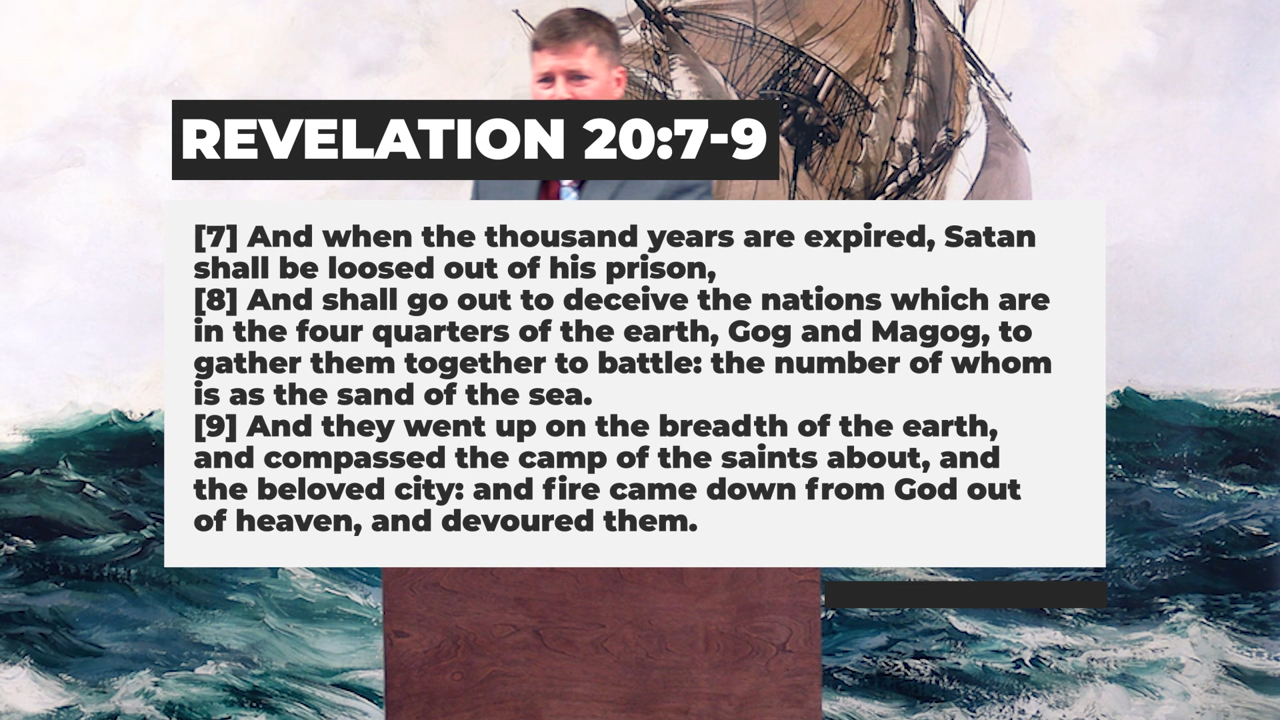 REVELATION 20:7-9
[7] And when the thousand years are expired, Satan
shall be loosed out of his prison,
[8] And shall go out to deceive the nations which are
in the four quarters of the earth, Gog and Magog, to
gather them together to battle: the number of whom
is as the sand of the sea.
[9] And they went up on the breadth of the earth,
and compassed the camp of the saints about, and
the beloved city: and fire came down from God out
of heaven, and devoured them.